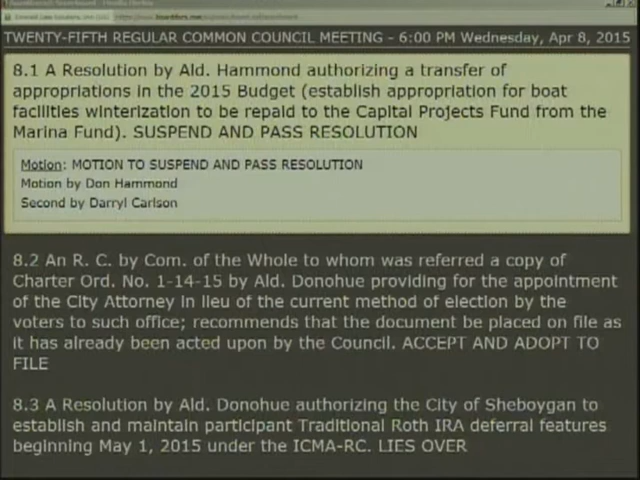 TWENTY-FIFTH REGULAR COMMON COUNCIL MEETING - 6:00 PM Wednesday, Apr 8, 2015
8.1 A Resolution by Ald. Hammond authorizing a transfer of
appropriations in the 2015 Budget (establish appropriation for boat
facilities winterization to be repaid to the Capital Projects Fund from the
Marina Fund). SUSPEND AND PASS RESOLUTION
Motion: MOTION TO SUSPEND AND PASS RESOLUTION
Motion by Don Hammond
Second by Darryl Carlson
8.2 An R. C. by Com. of the Whole to whom was referred a copy of
Charter Ord. No. 1-14-15 by Ald. Donohue providing for the appointment
of the City Attorney in lieu of the current method of election by the
voters to such office; recommends that the document be placed on file as
it has already been acted upon by the Council. ACCEPT AND ADOPT TO
FILE
8.3 A Resolution by Ald. Donohue authorizing the City of Sheboygan to
establish and maintain participant Traditional Roth IRA deferral features
beginning May 1, 2015 under the ICMA-RC. LIES OVER